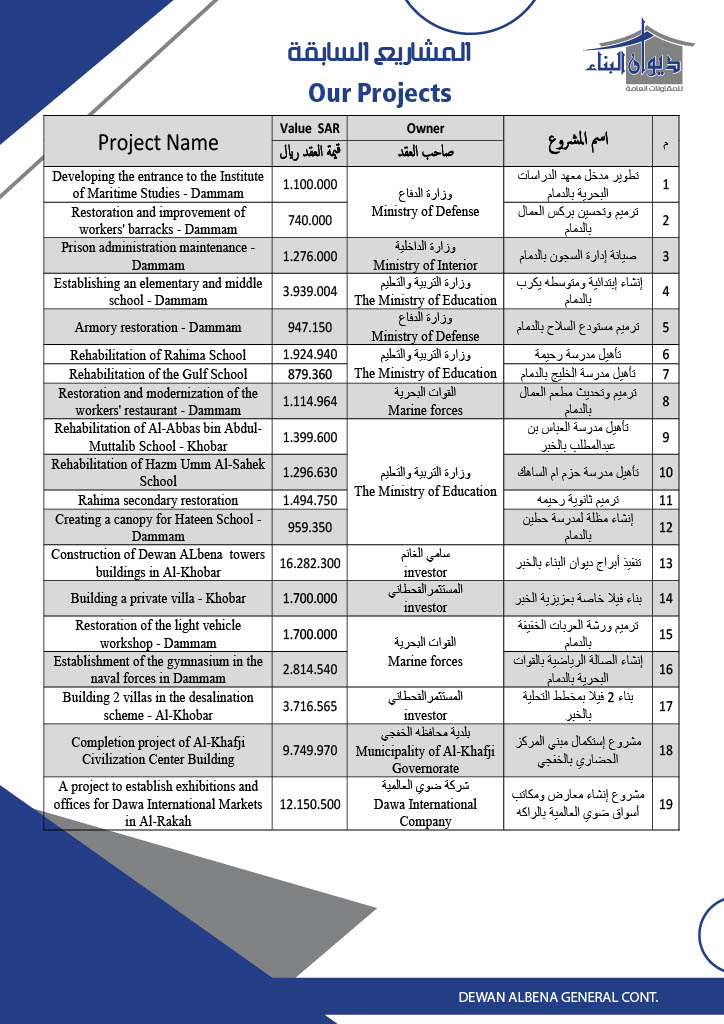 المشاريع السابقة
Our Projects
ديوان البناء
للمقاولات العامة
Project Name
Value SAR
قيمة العقد ريال
Owner
صاحب العقد
اسم المشروع
م
Developing the entrance to the Institute
of Maritime Studies - Dammam
1.100.000
وزارة الدفاع
Ministry of Defense
تطوير مدخل معهد الدراسات
البحرية بالدمام
1
Restoration and improvement of
workers' barracks - Dammam
740.000
ترميم وتحسين بركس العمال
بالدمام
2
Prison administration maintenance -
Dammam
1.276.000
وزارة الداخلية
Ministry of Interior
صيانة إدارة السجون بالدمام
3
Establishing an elementary and middle
school - Dammam
3.939.004
وزارة التربية والتعليم
The Ministry of Education
إنشاء إبتدائية ومتوسطه يكرب
بالدمام
4
Armory restoration - Dammam
947.150
وزارة الدفاع
Ministry of Defense
ترميم مستودع السلاح بالدمام
5
Rehabilitation of Rahima School
1.924.940
وزارة التربية والتعليم
The Ministry of Education
تأهيل مدرسة رحيمة
6
Rehabilitation of the Gulf School
879.360
تأهيل مدرسة الخليج بالدمام
7
Restoration and modernization of the
workers' restaurant - Dammam
1.114.964
القوات البحرية
Marine forces
ترميم وتحديث مطعم العمال
بالدمام
8
Rehabilitation of Al-Abbas bin Abdul-
Muttalib School - Khobar
1.399.600
وزارة التربية والتعليم
The Ministry of Education
تأهيل مدرسة العباس بن
عبدالمطلب بالخبر
9
Rehabilitation of Hazm Umm Al-Sahek
School
1.296.630
تأهيل مدرسة حزم ام الساهك
10
Rahima secondary restoration
1.494.750
ترميم ثانوية رحيمه
11
Creating a canopy for Hateen School -
Dammam
959.350
إنشاء مظلة لمدرسة حطين
بالدمام
12
Construction of Dewan ALbena towers
buildings in Al-Khobar
16.282.300
سامي الغانم
investor
تنفيذ أبراج ديوان البناء بالخبر
13
Building a private villa - Khobar
1.700.000
المستثمرالقحطاني
investor
بناء فيلا خاصة بعزيزية الخبر
14
Restoration of the light vehicle
workshop - Dammam
1.700.000
القوات البحرية
Marine forces
ترميم ورشة العربات الخفيفة
بالدمام
15
Establishment of the gymnasium in the
naval forces in Dammam
2.814.540
إنشاء الصالة الرياضية بالقوات
البحرية بالدمام
16
Building 2 villas in the desalination
scheme - Al-Khobar
3.716.565
المستثمرالقحطاني
investor
بناء 2 فيلا بمخطط التحلية
بالخبر
17
Completion project of Al-Khafji
Civilization Center Building
9.749.970
بلدية محافظه الخفجي
Municipality of Al-Khafji
Governorate
مشروع إستكمال مبني المركز
الحضاري بالخفجي
18
A project to establish exhibitions and
offices for Dawa International Markets
in Al-Rakah
12.150.500
شركة ضوي العالمية
Dawa International
Company
مشروع إنشاء معارض ومكاتب
أسواق ضوي العالمية بالراكه
19
DEWAN ALBENA GENERAL CONT.